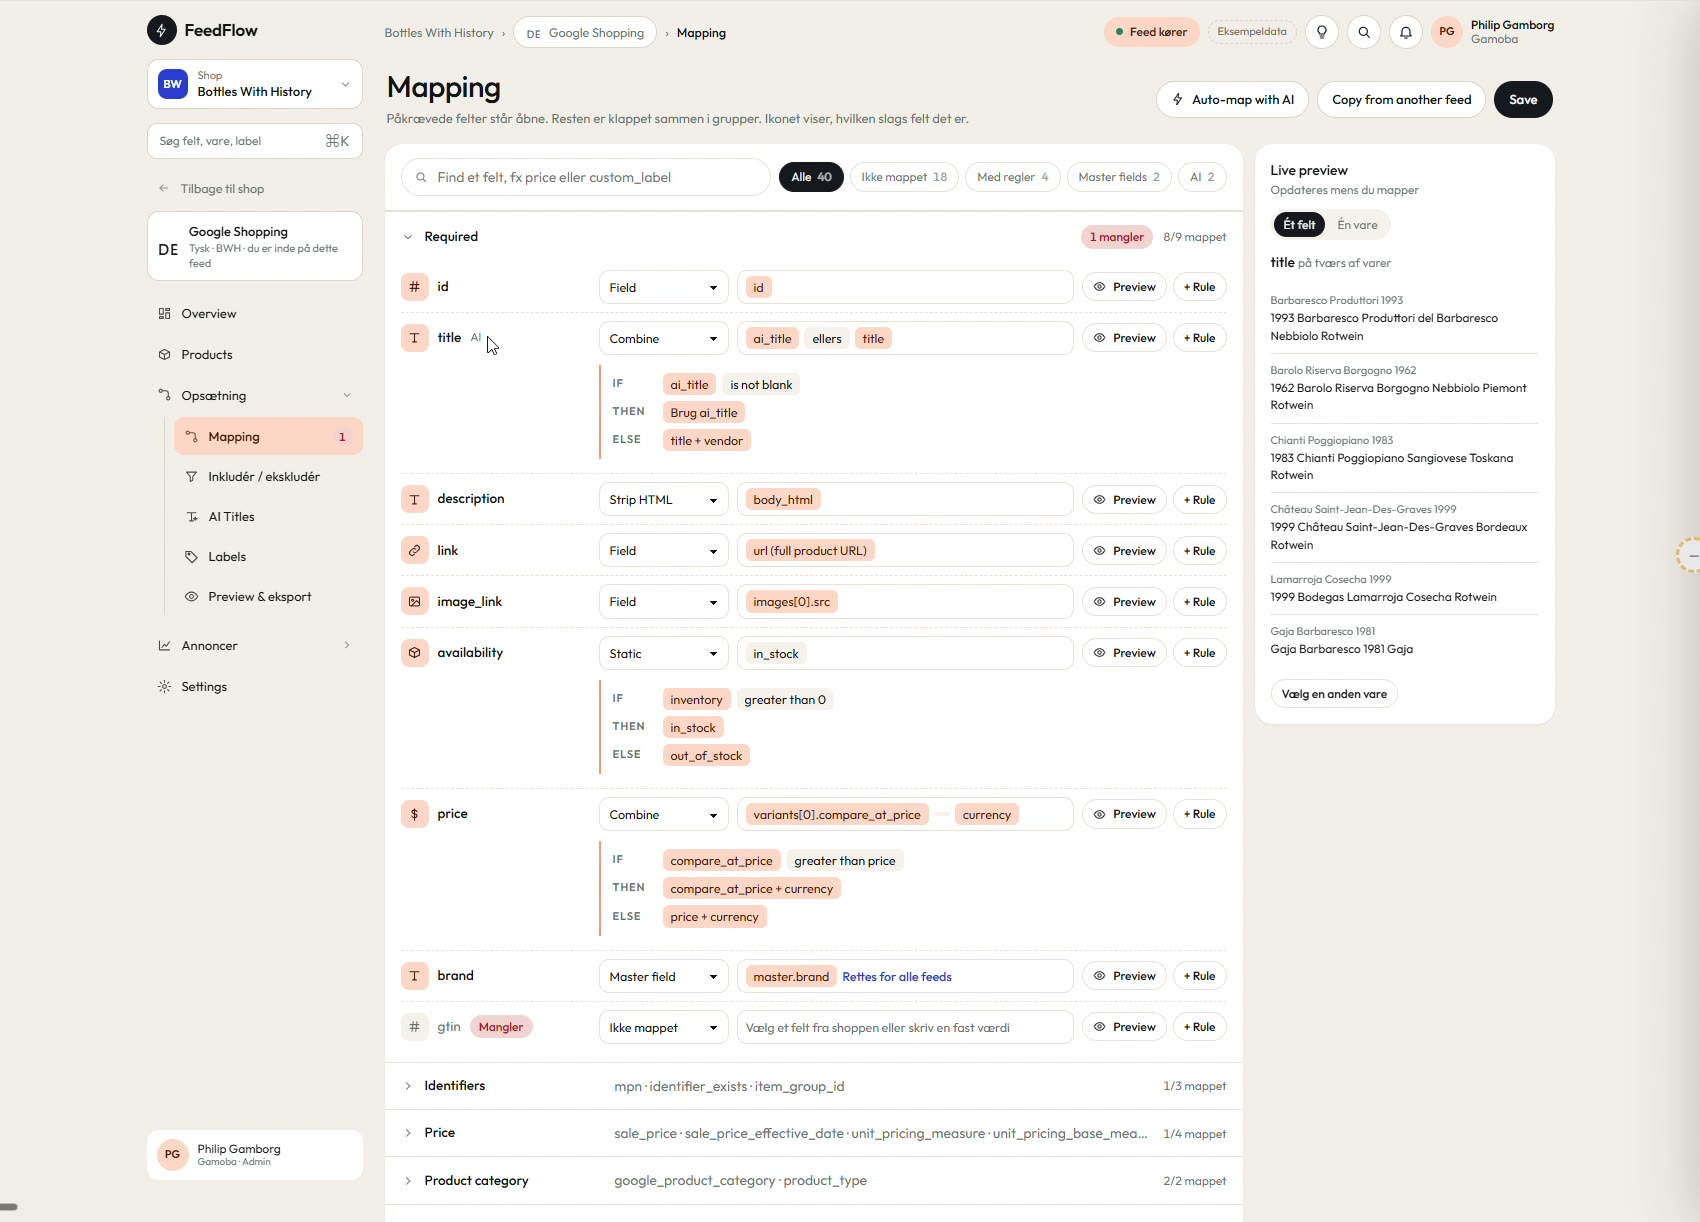 FeedFlow
BW
Shop
Bottles With History
Søg felt, vare, label
⌘K
Tilbage til shop
DE
Google Shopping
Tysk · BWH · du er inde på dette
feed
Overview
Products
Opsætning
Mapping
1
Inkludér / ekskludér
AI Titles
Labels
Preview & eksport
Annoncer
Settings
PG
Philip Gamborg
Gamoba · Admin
Bottles With History › DE Google Shopping › Mapping
Feed kører
Eksempeldata
PG
Philip Gamborg
Gamoba
Mapping
Påkrævede felter står åbne. Resten er klappet sammen i grupper. Ikonet viser, hvilken slags felt det er.
Auto-map with AI
Copy from another feed
Save
Find et felt, fx price eller custom_label
Alle 40
Ikke mappet 18
Med regler 4
Master fields 2
AI 2
Required
1 mangler
8/9 mappet
# id
Field
id
Preview
+ Rule
T title AI
Combine
ai_title ellers title
Preview
+ Rule
IF ai_title is not blank
THEN Brug ai_title
ELSE title + vendor
T description
Strip HTML
body_html
Preview
+ Rule
link
Field
url (full product URL)
Preview
+ Rule
image_link
Field
images[0].src
Preview
+ Rule
availability
Static
in_stock
Preview
+ Rule
IF inventory greater than 0
THEN in_stock
ELSE out_of_stock
$ price
Combine
variants[0].compare_at_price currency
Preview
+ Rule
IF compare_at_price greater than price
THEN compare_at_price + currency
ELSE price + currency
T brand
Master field
master.brand Rettes for alle feeds
Preview
+ Rule
# gtin Mangler
Ikke mappet
Vælg et felt fra shoppen eller skriv en fast værdi
Preview
+ Rule
Identifiers
mpn · identifier_exists · item_group_id
1/3 mappet
Price
sale_price · sale_price_effective_date · unit_pricing_measure · unit_pricing_base_mea...
1/4 mappet
Product category
google_product_category · product_type
2/2 mappet
Live preview
Opdateres mens du mapper
Ét felt
Én vare
title på tværs af varer
Barbaresco Produttori 1993
1993 Barbaresco Produttori del Barbaresco
Nebbiolo Rotwein
Barolo Riserva Borgogno 1962
1962 Barolo Riserva Borgogno Nebbiolo Piemont
Rotwein
Chianti Poggiopiano 1983
1983 Chianti Poggiopiano Sangiovese Toskana
Rotwein
Château Saint-Jean-Des-Graves 1999
1999 Château Saint-Jean-Des-Graves Bordeaux
Rotwein
Lamarroja Cosecha 1999
1999 Bodegas Lamarroja Cosecha Rotwein
Gaja Barbaresco 1981
Gaja Barbaresco 1981 Gaja
Vælg en anden vare